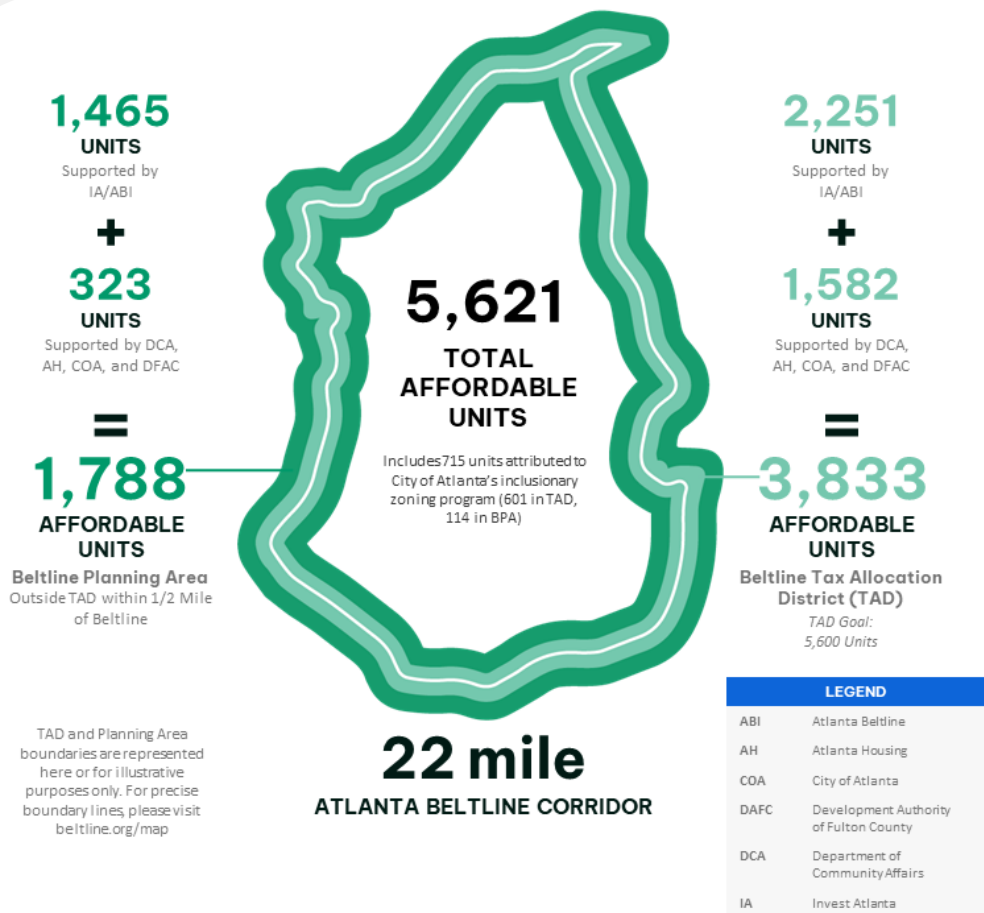 1,465
UNITS
Supported by
IA/ABI
+
323
UNITS
Supported by DCA,
AH, COA, and DFAC
=
1,788
AFFORDABLE
UNITS
Beltline Planning Area
Outside TAD within 1/2 Mile
of Beltline
TAD and Planning Area
boundaries are represented
here or for illustrative
purposes only. For precise
boundary lines, please visit
beltline.org/map
5,621
TOTAL
AFFORDABLE
UNITS
Includes 715 units attributed to
City of Atlanta's inclusionary
zoning program (601 in TAD,
114 in BPA)
22 mile
ATLANTA BELTLINE CORRIDOR
2,251
UNITS
Supported by
IA/ABI
+
1,582
UNITS
Supported by DCA,
AH, COA, and DFAC
=
3,833
AFFORDABLE
UNITS
Beltline Tax Allocation
District (TAD)
TAD Goal:
5,600 Units
LEGEND
ABI Atlanta Beltline
AH Atlanta Housing
COA City of Atlanta
DAFC Development Authority
of Fulton County
DCA Department of
Community Affairs
IA Invest Atlanta